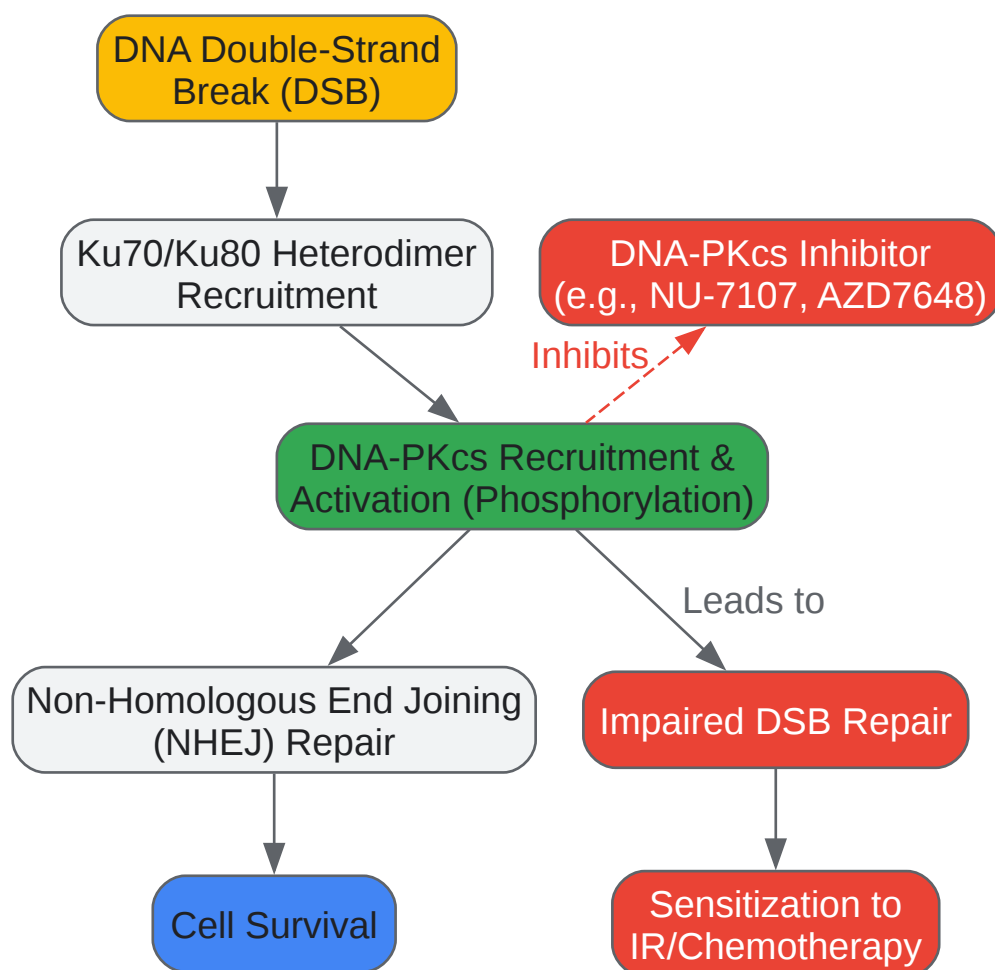 DNA Double-Strand
Break (DSB)
Ku70/Ku80 Heterodimer
Recruitment
DNA-PKcs Inhibitor
(e.g., NU-7107, AZD7648)
Inhibits
DNA-PKcs Recruitment &
Activation (Phosphorylation)
Leads to
Non-Homologous End Joining
(NHEJ) Repair
Impaired DSB Repair
Cell Survival
Sensitization to
IR/Chemotherapy